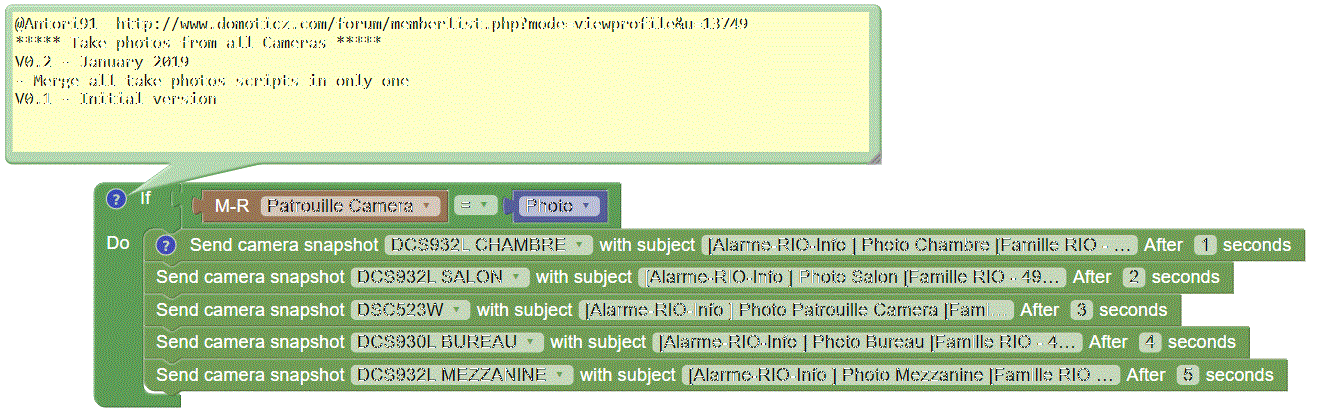 @Antori91 http://www.domoticz.com/forum/memberlist.php?mode=viewprofile&u=13749
***** Take photos from all Cameras *****
V0.2 - January 2019
- Merge all take photos scripts in only one
V0.1 - Initial version
? If M-R Patrouille Camera = Photo
Do ? Send camera snapshot DCS932L CHAMBRE with subject [Alarme-RIO-Info ] Photo Chambre [Famille RIO - ... After 1 seconds
Send camera snapshot DCS932L SALON with subject [Alarme-RIO-Info ] Photo Salon [Famille RIO - 49... After 2 seconds
Send camera snapshot DSC523W with subject [Alarme-RIO-Info ] Photo Patrouille Camera [Fami... After 3 seconds
Send camera snapshot DCS930L BUREAU with subject [Alarme-RIO-Info ] Photo Bureau [Famille RIO - 4... After 4 seconds
Send camera snapshot DCS932L MEZZANINE with subject [Alarme-RIO-Info ] Photo Mezzanine [Famille RIO ... After 5 seconds